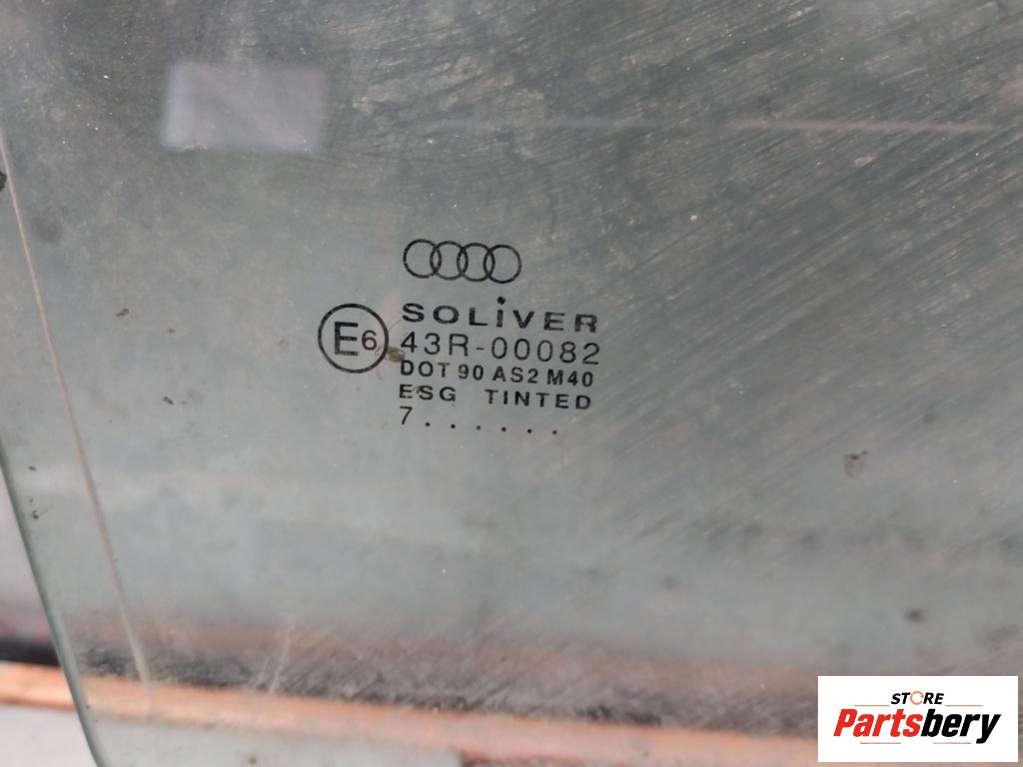 SOLiVER
E6
43R-00082
DOT 90 AS2 M40
ESG TINTED
7......
STORE
Partsbery